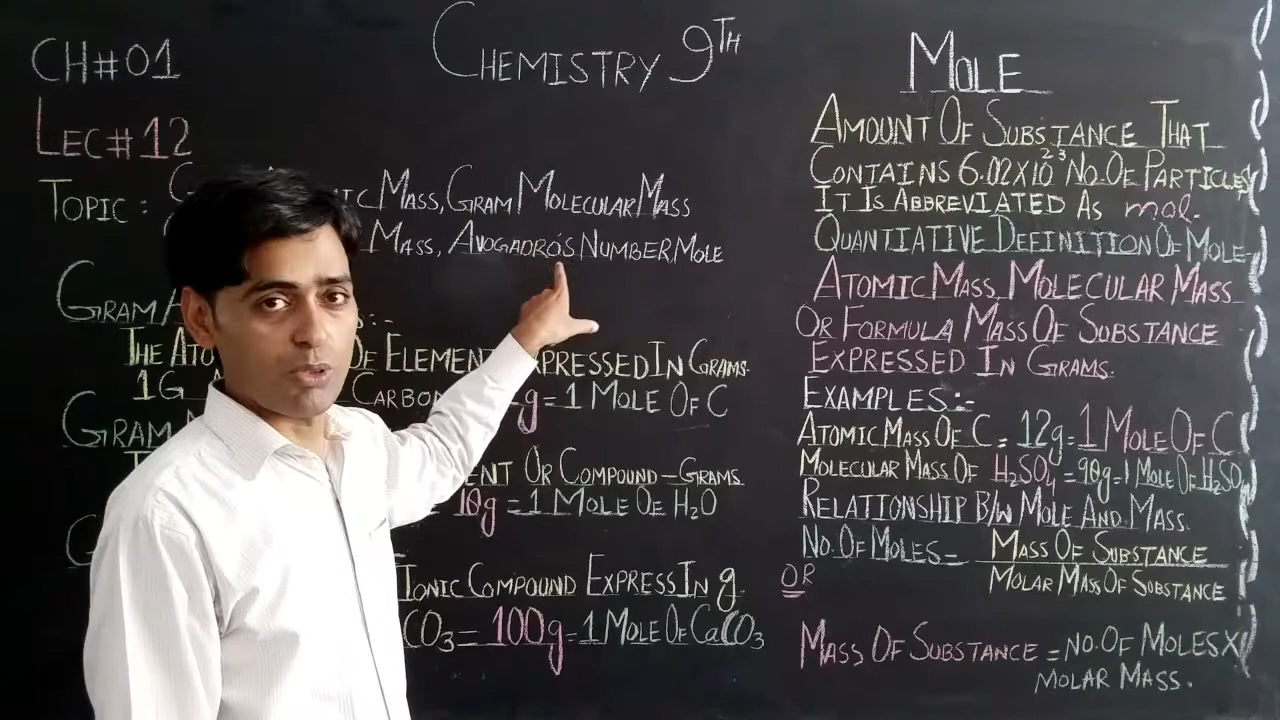 CH#01
CHEMISTRY 9TH
LEC#12
TOPIC:
MASS, GRAM MOLECULAR MASS
MASS, AVOGADRO'S NUMBER, MOLE
GRAM
THE OF ELEMENT EXPRESSED IN GRAMS.
1G CARBON g=1 MOLE OF C
GRAM
OR COMPOUND-GRAMS
= 18g = 1 MOLE OF H2O
IONIC COMPOUND EXPRESS IN g.
CO3 = 100g = 1 MOLE OF CaCO3
MOLE
AMOUNT OF SUBSTANCE THAT
CONTAINS 6.02X10²³ NO.OF PARTICLES
IT IS ABBREVIATED AS mol.
QUANTIATIVE DEFINITION OF MOLE
ATOMIC MASS, MOLECULAR MASS
OR FORMULA MASS OF SUBSTANCE
EXPRESSED IN GRAMS.
EXAMPLES:-
ATOMIC MASS OF C = 12g=1 MOLE OF C
MOLECULAR MASS OF H2SO4 = 98g=1 MOLE OF H2SO4
RELATIONSHIP B/W MOLE AND MASS.
NO.OF MOLES = MASS OF SUBSTANCE
MOLAR MASS OF SUBSTANCE
OR
MASS OF SUBSTANCE = NO.OF MOLES X
MOLAR MASS.